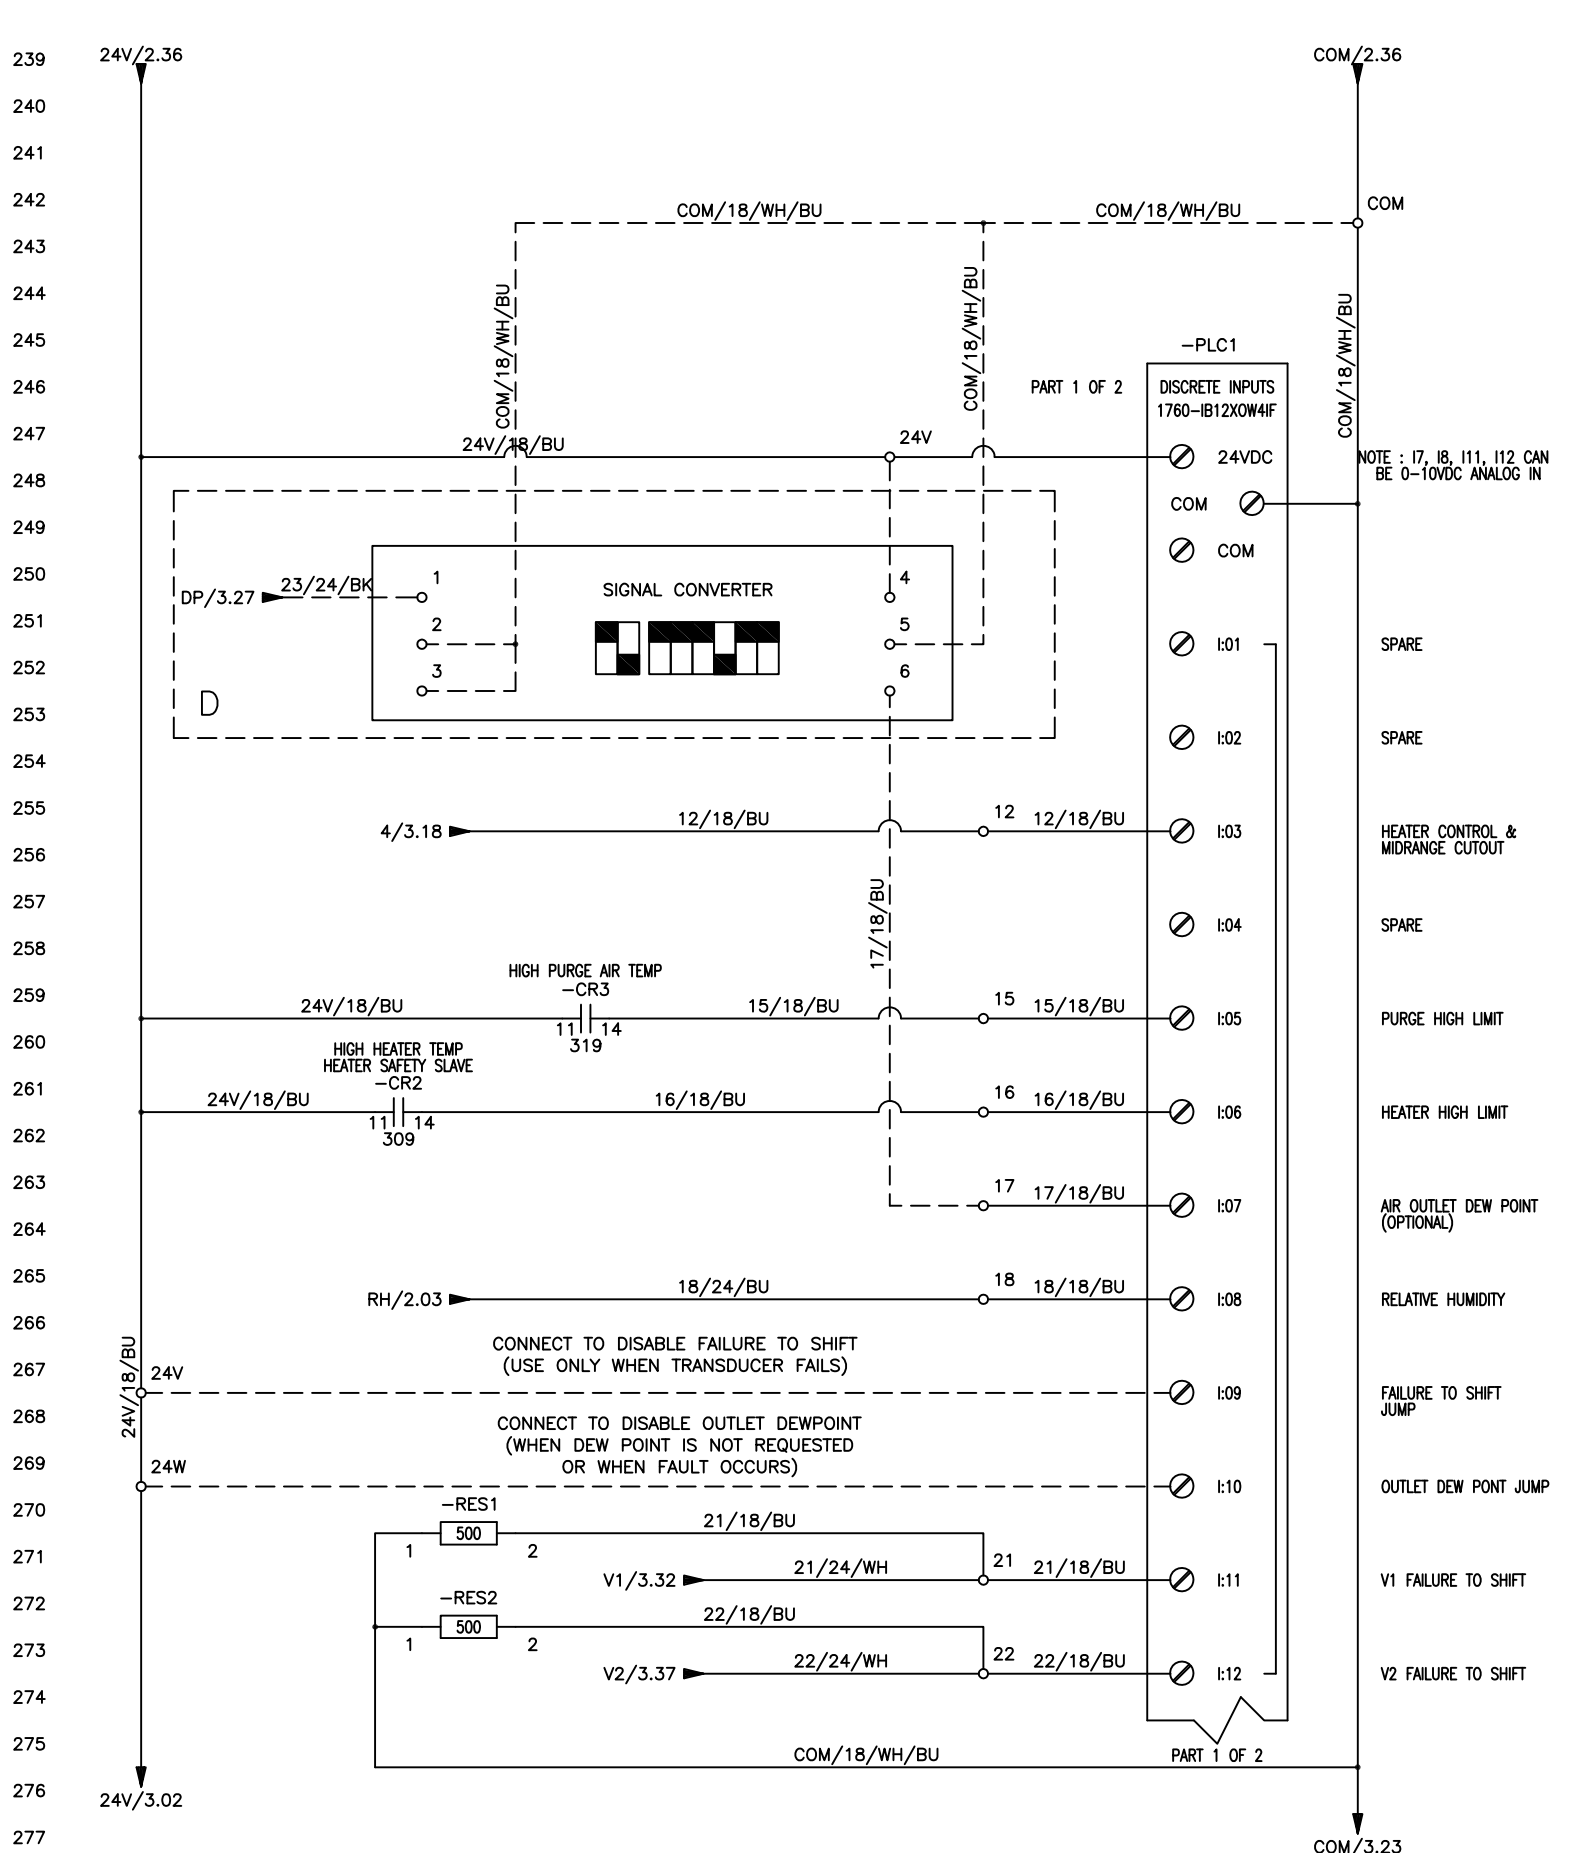 239
24V/2.36
COM/2.36
240
241
242
COM/18/WH/BU
COM/18/WH/BU
COM
243
244
COM/18/WH/BU
COM/18/WH/BU
COM/18/WH/BU
245
-PLC1
246
PART 1 OF 2
DISCRETE INPUTS
1760-IB12XOW4IF
247
24V/18/BU
24V
24VDC
NOTE : I7, I8, I11, I12 CAN
BE 0-10VDC ANALOG IN
248
COM
249
COM
250
DP/3.27
23/24/BK
1
SIGNAL CONVERTER
4
251
2
5
I:01
SPARE
252
3
6
D
253
I:02
SPARE
254
255
4/3.18
12/18/BU
12
12/18/BU
I:03
HEATER CONTROL &
MIDRANGE CUTOUT
256
257
17/18/BU
I:04
SPARE
258
HIGH PURGE AIR TEMP
-CR3
259
24V/18/BU
11
14
319
15/18/BU
15
15/18/BU
I:05
PURGE HIGH LIMIT
260
HIGH HEATER TEMP
HEATER SAFETY SLAVE
-CR2
261
24V/18/BU
11
14
309
16/18/BU
16
16/18/BU
I:06
HEATER HIGH LIMIT
262
263
17
17/18/BU
I:07
AIR OUTLET DEW POINT
(OPTIONAL)
264
265
RH/2.03
18/24/BU
18
18/18/BU
I:08
RELATIVE HUMIDITY
266
CONNECT TO DISABLE FAILURE TO SHIFT
(USE ONLY WHEN TRANSDUCER FAILS)
267
24V/18/BU
24V
I:09
FAILURE TO SHIFT
JUMP
268
CONNECT TO DISABLE OUTLET DEWPOINT
(WHEN DEW POINT IS NOT REQUESTED
OR WHEN FAULT OCCURS)
269
24W
I:10
OUTLET DEW PONT JUMP
270
-RES1
500
1
2
21/18/BU
271
V1/3.32
21/24/WH
21
21/18/BU
I:11
V1 FAILURE TO SHIFT
272
-RES2
500
1
2
22/18/BU
273
V2/3.37
22/24/WH
22
22/18/BU
I:12
V2 FAILURE TO SHIFT
274
275
COM/18/WH/BU
PART 1 OF 2
276
24V/3.02
277
COM/3.23